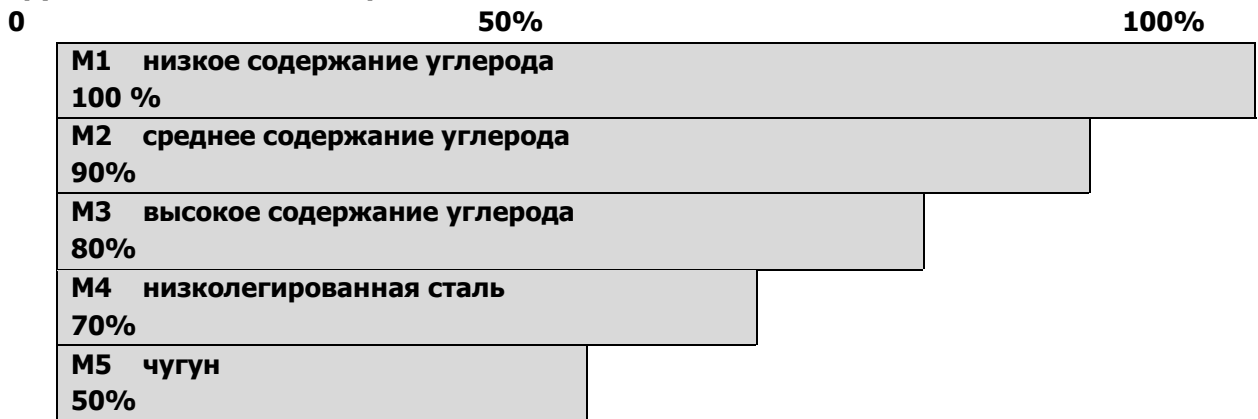 0 50% 100%
M1 низкое содержание углерода
100 %
M2 среднее содержание углерода
90%
M3 высокое содержание углерода
80%
M4 низколегированная сталь
70%
M5 чугун
50%